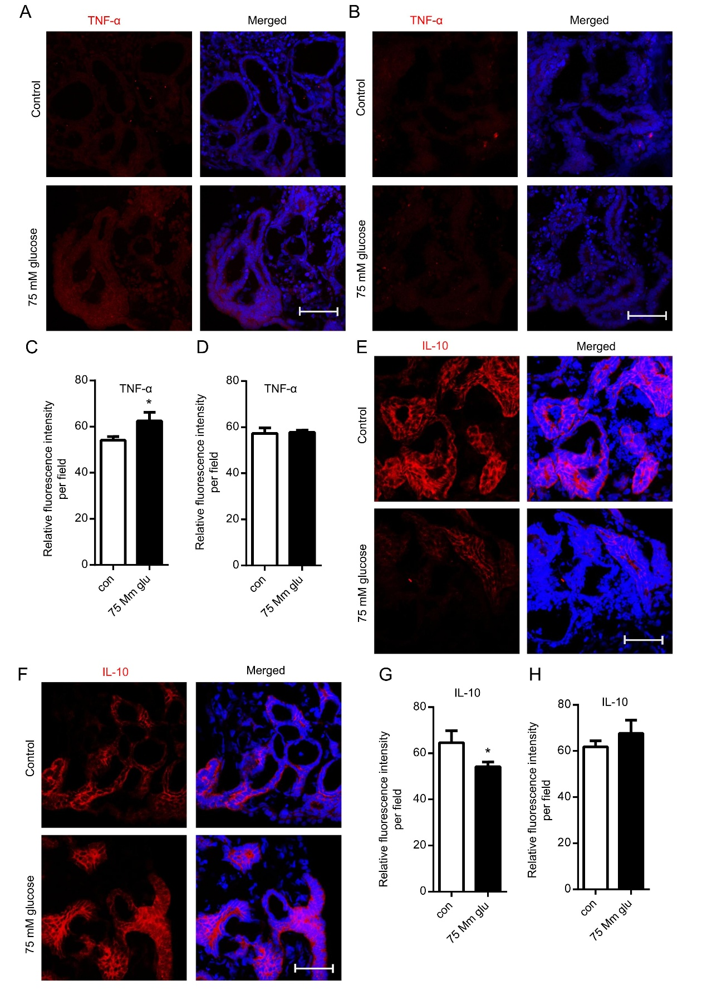 A
TNF-α
Merged
B
TNF-α
Merged
Control
Control
75 mM glucose
75 mM glucose
C
D
E
IL-10
Merged
TNF-α
*
Relative fluorescence intensity
per field
80
60
40
20
0
con
75 Mm glu
TNF-α
Relative fluorescence intensity
per field
80
60
40
20
0
con
75 Mm glu
Control
75 mM glucose
F
IL-10
Merged
Control
75 mM glucose
G
IL-10
*
Relative fluorescence intensity
per field
80
60
40
20
0
con
75 Mm glu
H
IL-10
Relative fluorescence intensity
per field
80
60
40
20
0
con
75 Mm glu